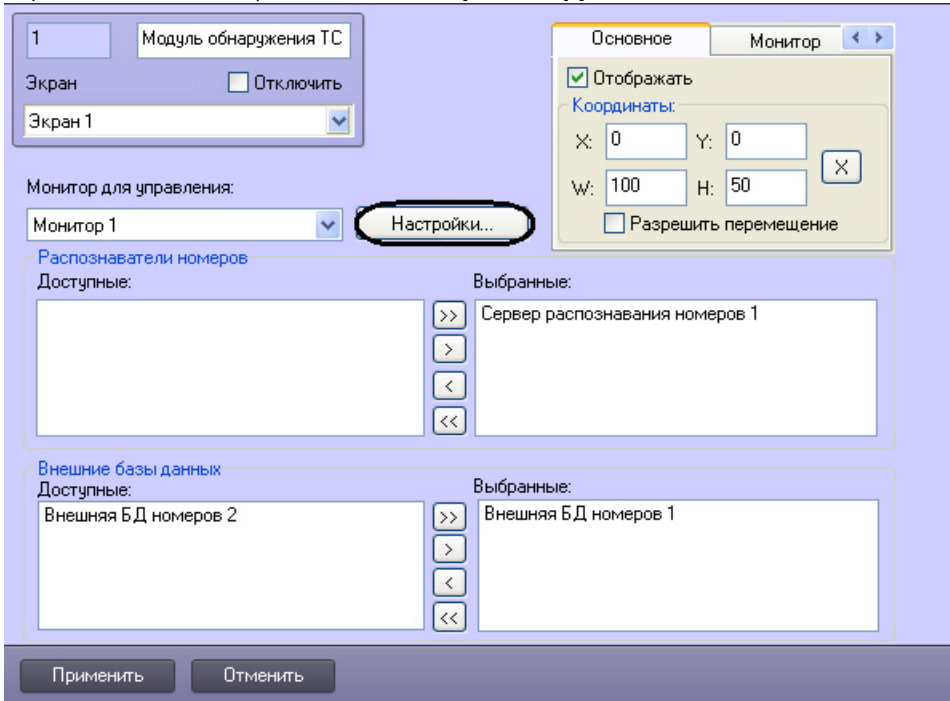 1
Модуль обнаружения ТС
Экран
Отключить
Экран 1
Основное
Монитор
Отображать
Координаты:
X: 0 Y: 0
W: 100 H: 50
X
Разрешить перемещение
Монитор для управления:
Монитор 1
Настройки...
Распознаватели номеров
Доступные:
Выбранные:
>>
>
<
<<
Сервер распознавания номеров 1
Внешние базы данных
Доступные:
Выбранные:
Внешняя БД номеров 2
>>
>
<
<<
Внешняя БД номеров 1
Применить
Отменить